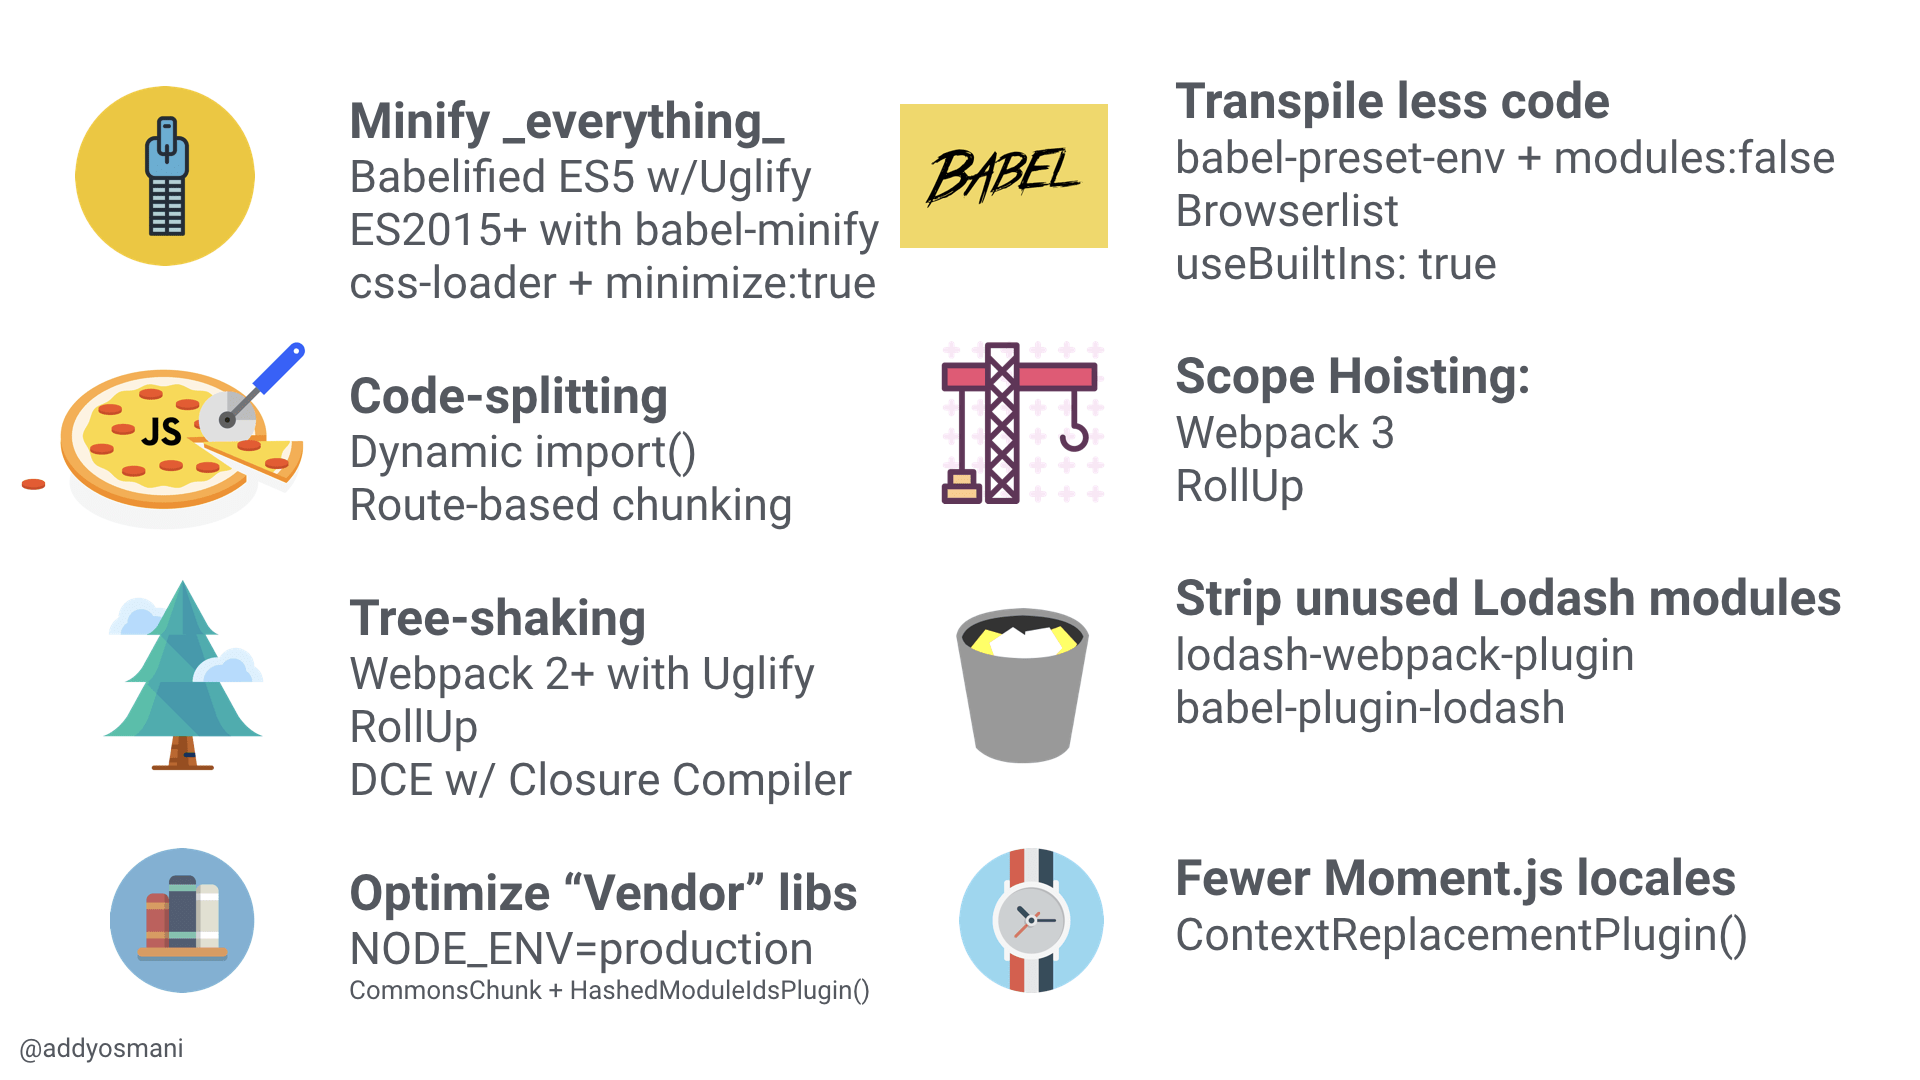 Minify _everything_
Babelified ES5 w/Uglify
ES2015+ with babel-minify
css-loader + minimize:true
BABEL
Transpile less code
babel-preset-env + modules:false
Browserlist
useBuiltIns: true
JS
Code-splitting
Dynamic import()
Route-based chunking
Scope Hoisting:
Webpack 3
RollUp
Tree-shaking
Webpack 2+ with Uglify
RollUp
DCE w/ Closure Compiler
Strip unused Lodash modules
lodash-webpack-plugin
babel-plugin-lodash
Optimize “Vendor” libs
NODE_ENV=production
CommonsChunk + HashedModuleIdsPlugin()
Fewer Moment.js locales
ContextReplacementPlugin()
@addyosmani